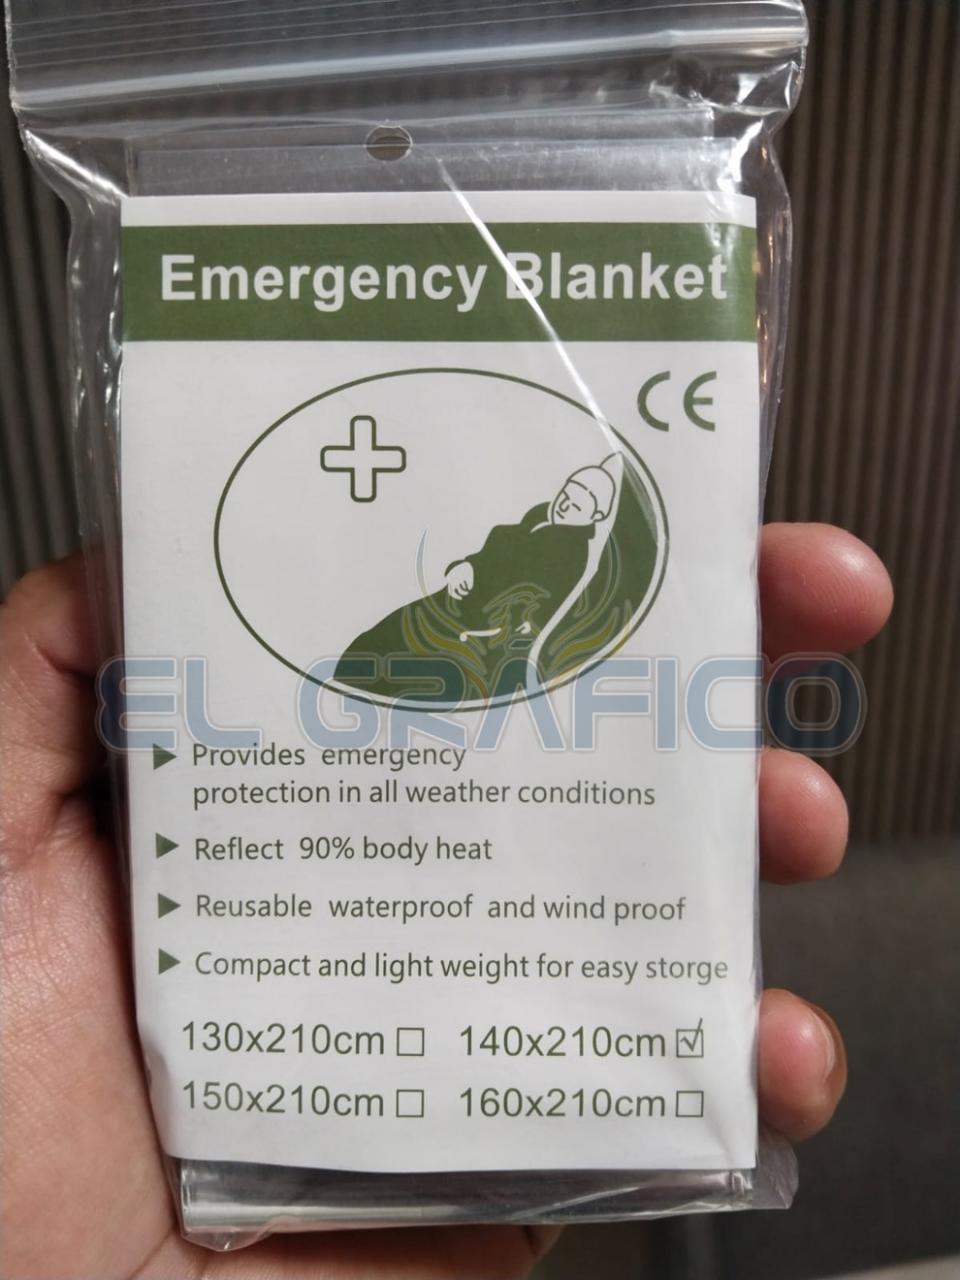 Emergency Blanket
CE
EL GRÁFICO
Provides emergency
protection in all weather conditions
Reflect 90% body heat
Reusable waterproof and wind proof
Compact and light weight for easy storge
130x210cm☐ 140x210cm☑
150x210cm☐ 160x210cm☐